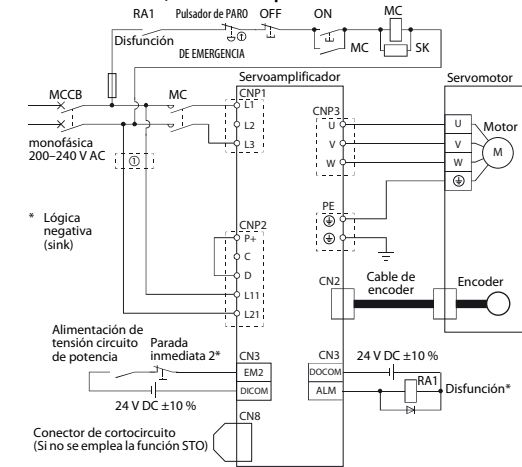 RA1 Pulsador de PARO OFF ON MC
①
Disfunción MC SK
DE EMERGENCIA
Servoamplificador Servomotor
MCCB MC CNP1
L1 CNP3
L2 U U Motor
L3 V V M
monofásica W W
200–240 V AC ①
PE
* Lógica
negativa
(sink)
CNP2
P+
C
D
L11
L21
CN2 Cable de
encoder
Encoder
Alimentación de
tensión circuito
de potencia
Parada
inmediata 2*
CN3 CN3 24 V DC ±10 %
EM2 DOCOM
DICOM ALM RA1 Disfunción*
24 V DC ±10 %
CN8
Conector de cortocircuito
(Si no se emplea la función STO)